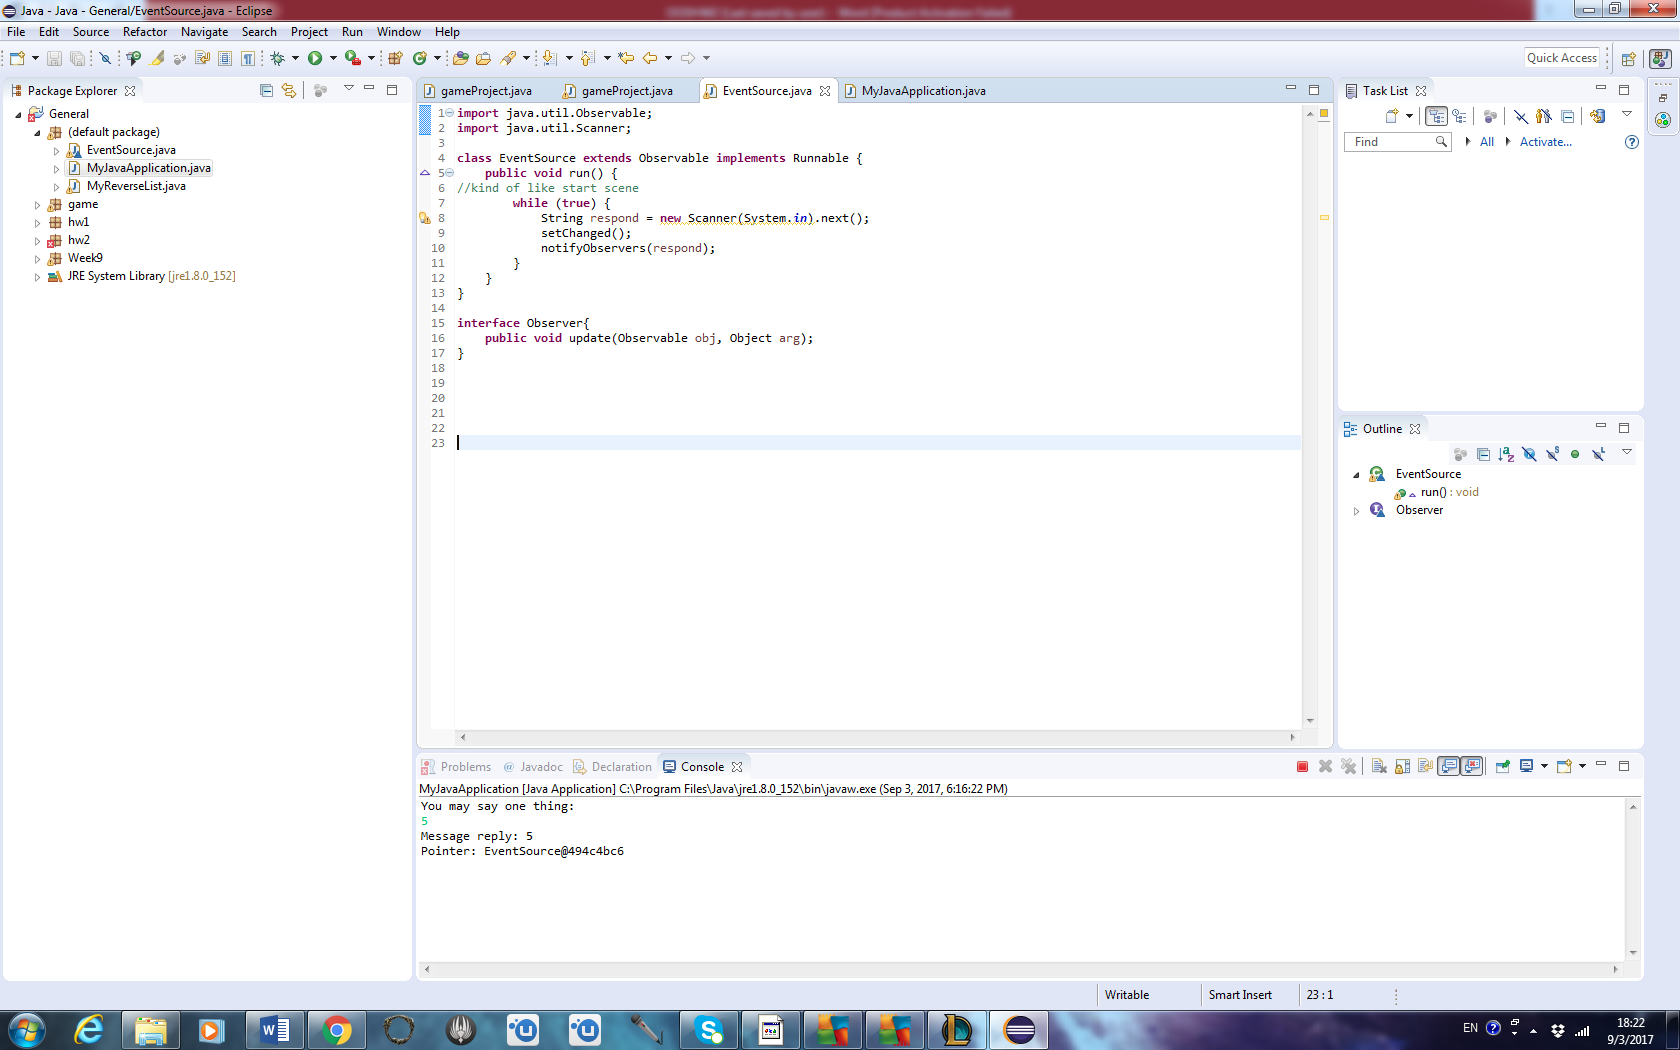 Java - Java - General/EventSource.java - Eclipse
File Edit Source Refactor Navigate Search Project Run Window Help
Quick Access
Package Explorer
General
(default package)
EventSource.java
MyJavaApplication.java
MyReverseList.java
game
hw1
hw2
Week9
JRE System Library [jre1.8.0_152]
gameProject.java gameProject.java EventSource.java MyJavaApplication.java
1 import java.util.Observable;
2 import java.util.Scanner;
3
4 class EventSource extends Observable implements Runnable {
5 public void run() {
6 //kind of like start scene
7 while (true) {
8 String respond = new Scanner(System.in).next();
9 setChanged();
10 notifyObservers(respond);
11 }
12 }
13 }
14
15 interface Observer{
16 public void update(Observable obj, Object arg);
17 }
18
19
20
21
22
23
Task List
Find All Activate...
Outline
EventSource
run() : void
Observer
Problems @ Javadoc Declaration Console
MyJavaApplication [Java Application] C:\Program Files\Java\jre1.8.0_152\bin\javaw.exe (Sep 3, 2017, 6:16:22 PM)
You may say one thing:
5
Message reply: 5
Pointer: EventSource@494c4bc6
Writable Smart Insert 23 : 1
EN 18:22
9/3/2017